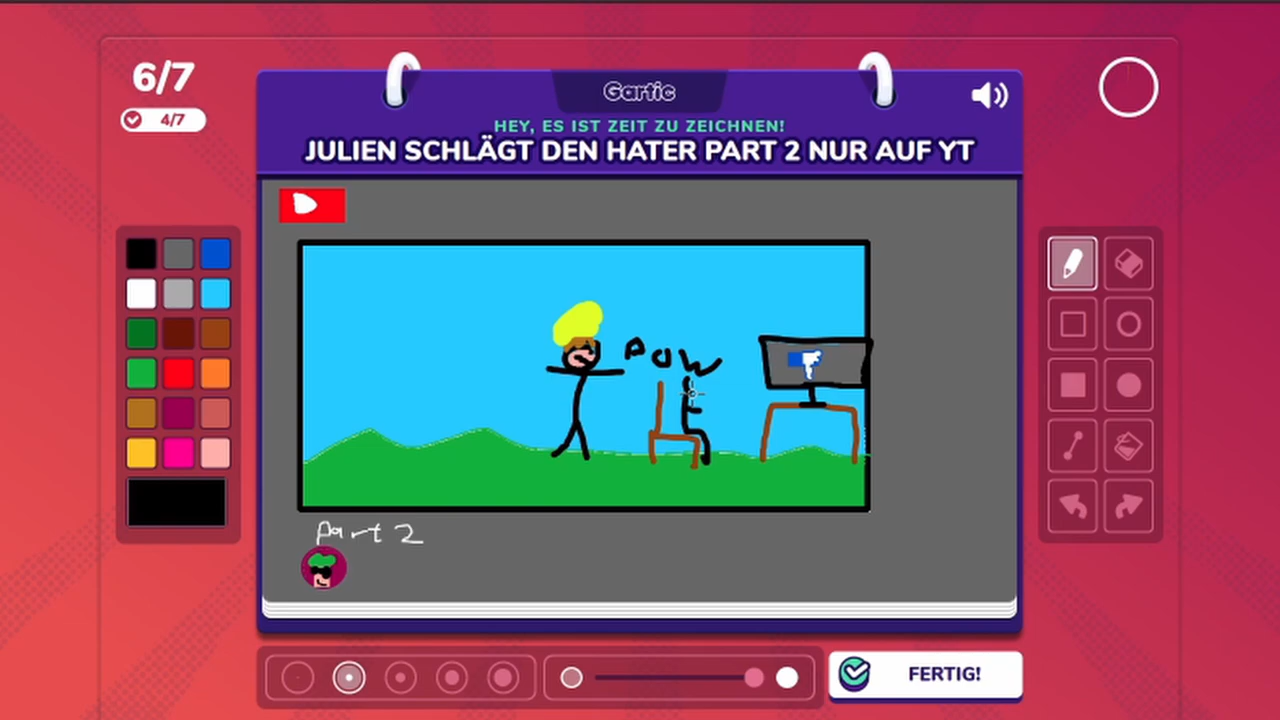 6/7
4/7
Gartic
HEY, ES IST ZEIT ZU ZEICHNEN!
JULIEN SCHLÄGT DEN HATER PART 2 NUR AUF YT
POW
Part 2
FERTIG!